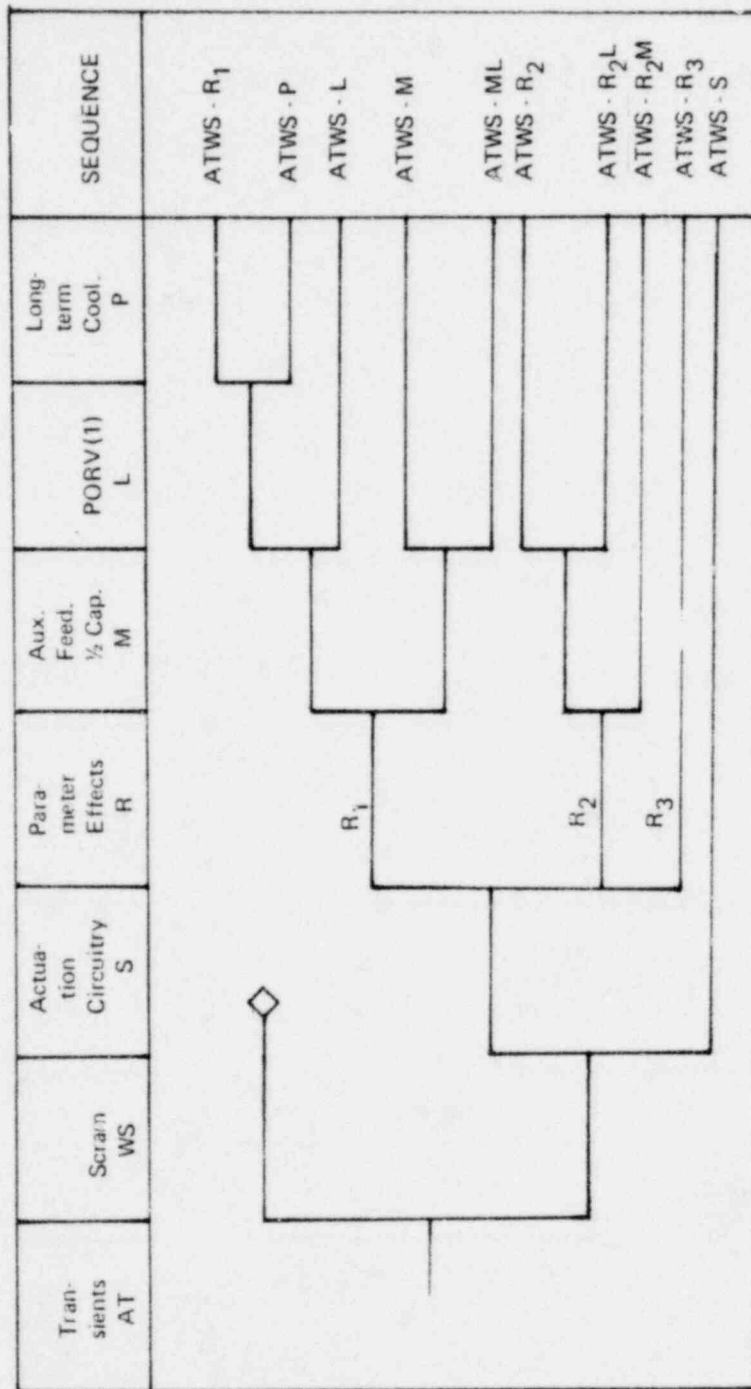 Tran-
sients
AT
Scram
WS
Actua-
tion
Circuitry
S
Para-
meter
Effects
R
Aux.
Feed.
½ Cap.
M
PORV(1)
L
Long-
term
Cool.
P
SEQUENCE
R₁
R₂
R₃
ATWS - R₁
ATWS - P
ATWS - L
ATWS - M
ATWS - ML
ATWS - R₂
ATWS - R₂L
ATWS - R₂M
ATWS - R₃
ATWS - S